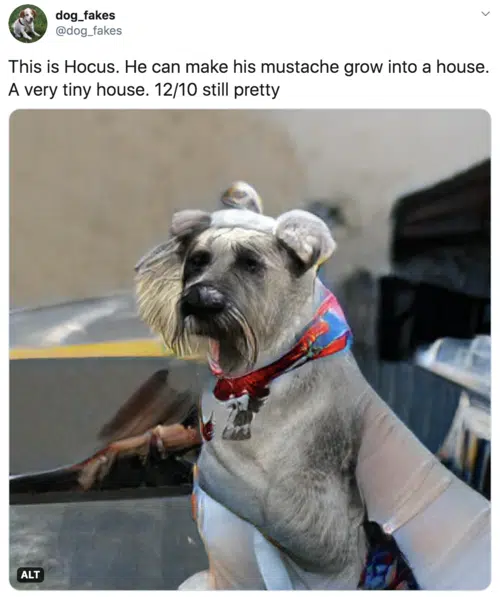 dog_fakes
@dog_fakes
This is Hocus. He can make his mustache grow into a house.
A very tiny house. 12/10 still pretty
ALT